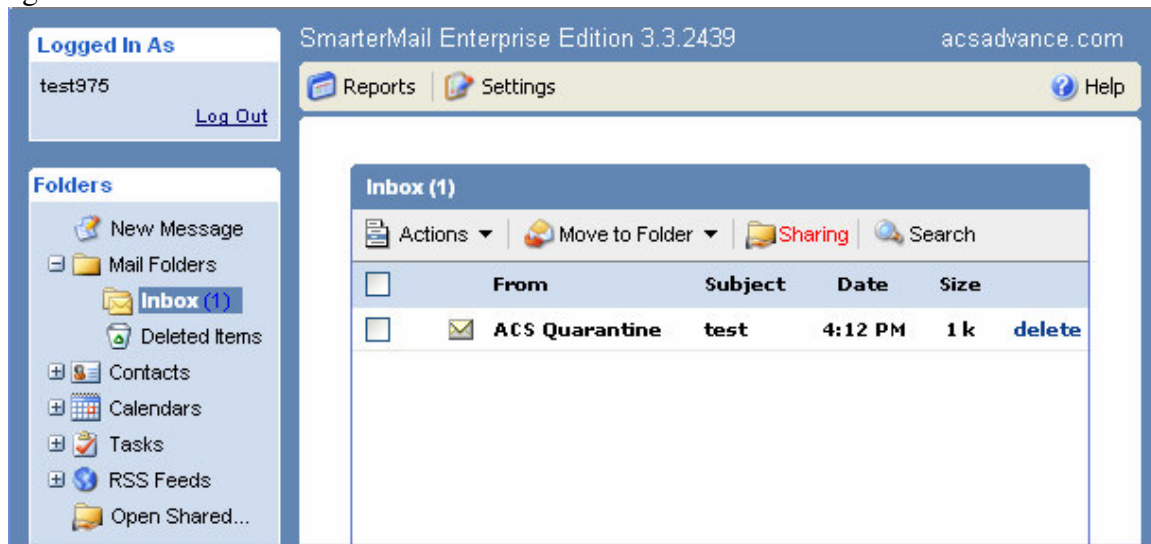 Logged In As
test975
Log Out
SmarterMail Enterprise Edition 3.3.2439 acsadvance.com
Reports Settings Help
Folders
New Message
Mail Folders
Inbox (1)
Deleted Items
Contacts
Calendars
Tasks
RSS Feeds
Open Shared...
Inbox (1)
Actions Move to Folder Sharing Search
From Subject Date Size
ACS Quarantine test 4:12 PM 1 k delete